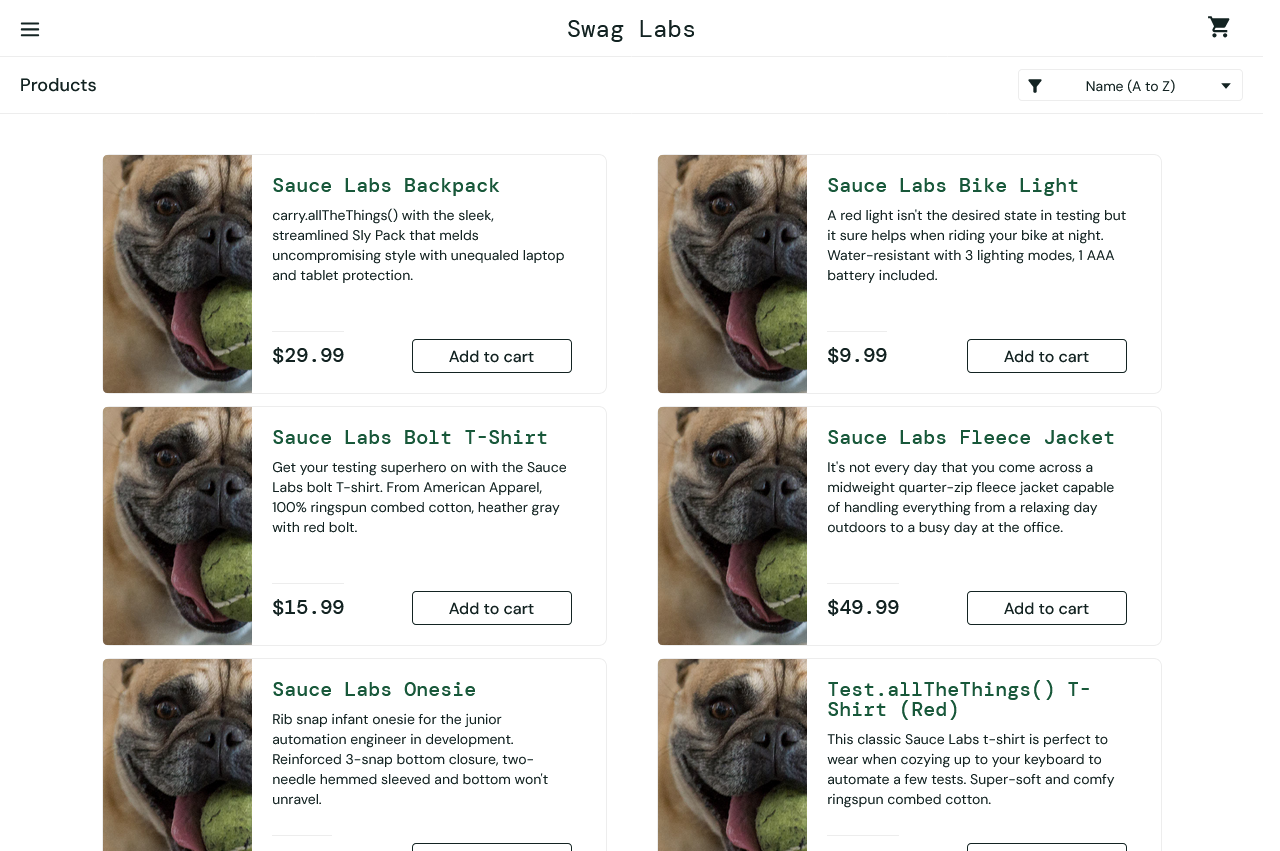 Swag Labs
Products
Name (A to Z)
Sauce Labs Backpack
carry.allTheThings() with the sleek,
streamlined Sly Pack that melds
uncompromising style with unequaled laptop
and tablet protection.
$29.99
Add to cart
Sauce Labs Bike Light
A red light isn't the desired state in testing but
it sure helps when riding your bike at night.
Water-resistant with 3 lighting modes, 1 AAA
battery included.
$9.99
Add to cart
Sauce Labs Bolt T-Shirt
Get your testing superhero on with the Sauce
Labs bolt T-shirt. From American Apparel,
100% ringspun combed cotton, heather gray
with red bolt.
$15.99
Add to cart
Sauce Labs Fleece Jacket
It's not every day that you come across a
midweight quarter-zip fleece jacket capable
of handling everything from a relaxing day
outdoors to a busy day at the office.
$49.99
Add to cart
Sauce Labs Onesie
Rib snap infant onesie for the junior
automation engineer in development.
Reinforced 3-snap bottom closure, two-
needle hemmed sleeved and bottom won't
unravel.
Test.allTheThings() T-
Shirt (Red)
This classic Sauce Labs t-shirt is perfect to
wear when cozying up to your keyboard to
automate a few tests. Super-soft and comfy
ringspun combed cotton.